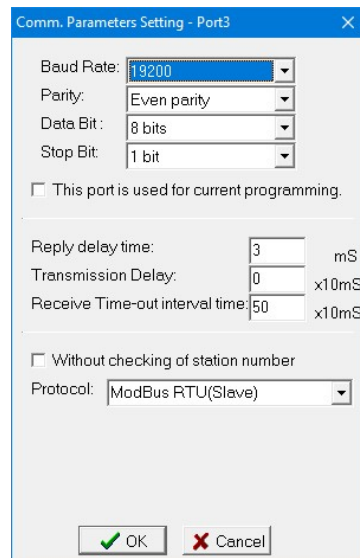 Comm. Parameters Setting - Port3
Baud Rate: 19200
Parity: Even parity
Data Bit : 8 bits
Stop Bit: 1 bit
This port is used for current programming.
Reply delay time: 3 mS
Transmission Delay: 0 x10mS
Receive Time-out interval time: 50 x10mS
Without checking of station number
Protocol: ModBus RTU(Slave)
OK Cancel